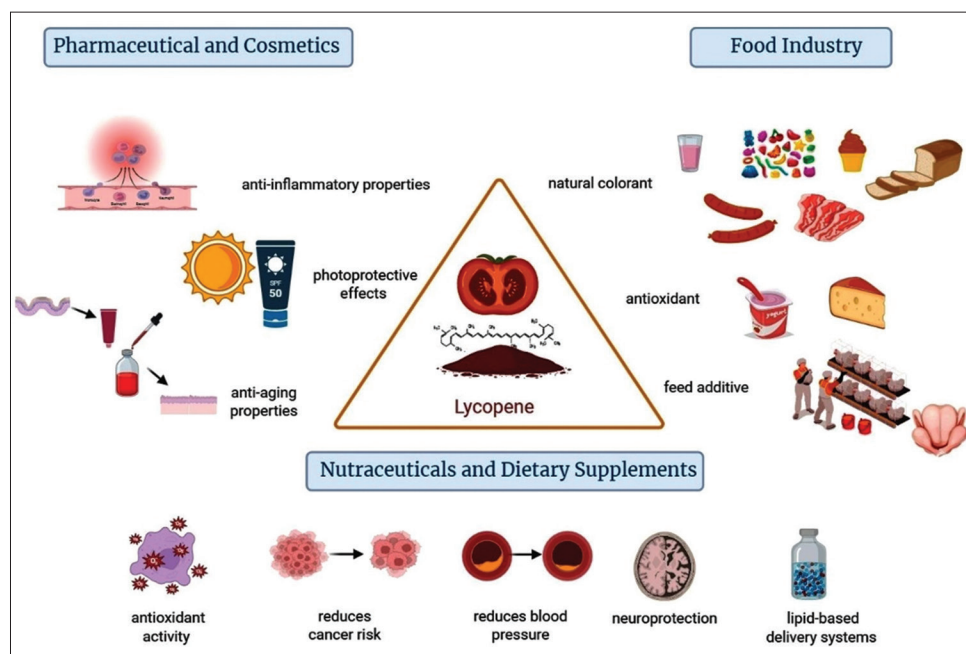 Pharmaceutical and Cosmetics
Food Industry
anti-inflammatory properties
natural colorant
photoprotective
effects
SPF
50
antioxidant
yogurt
anti-aging
properties
feed additive
Lycopene
Nutraceuticals and Dietary Supplements
antioxidant
activity
reduces
cancer risk
reduces blood
pressure
neuroprotection
lipid-based
delivery systems